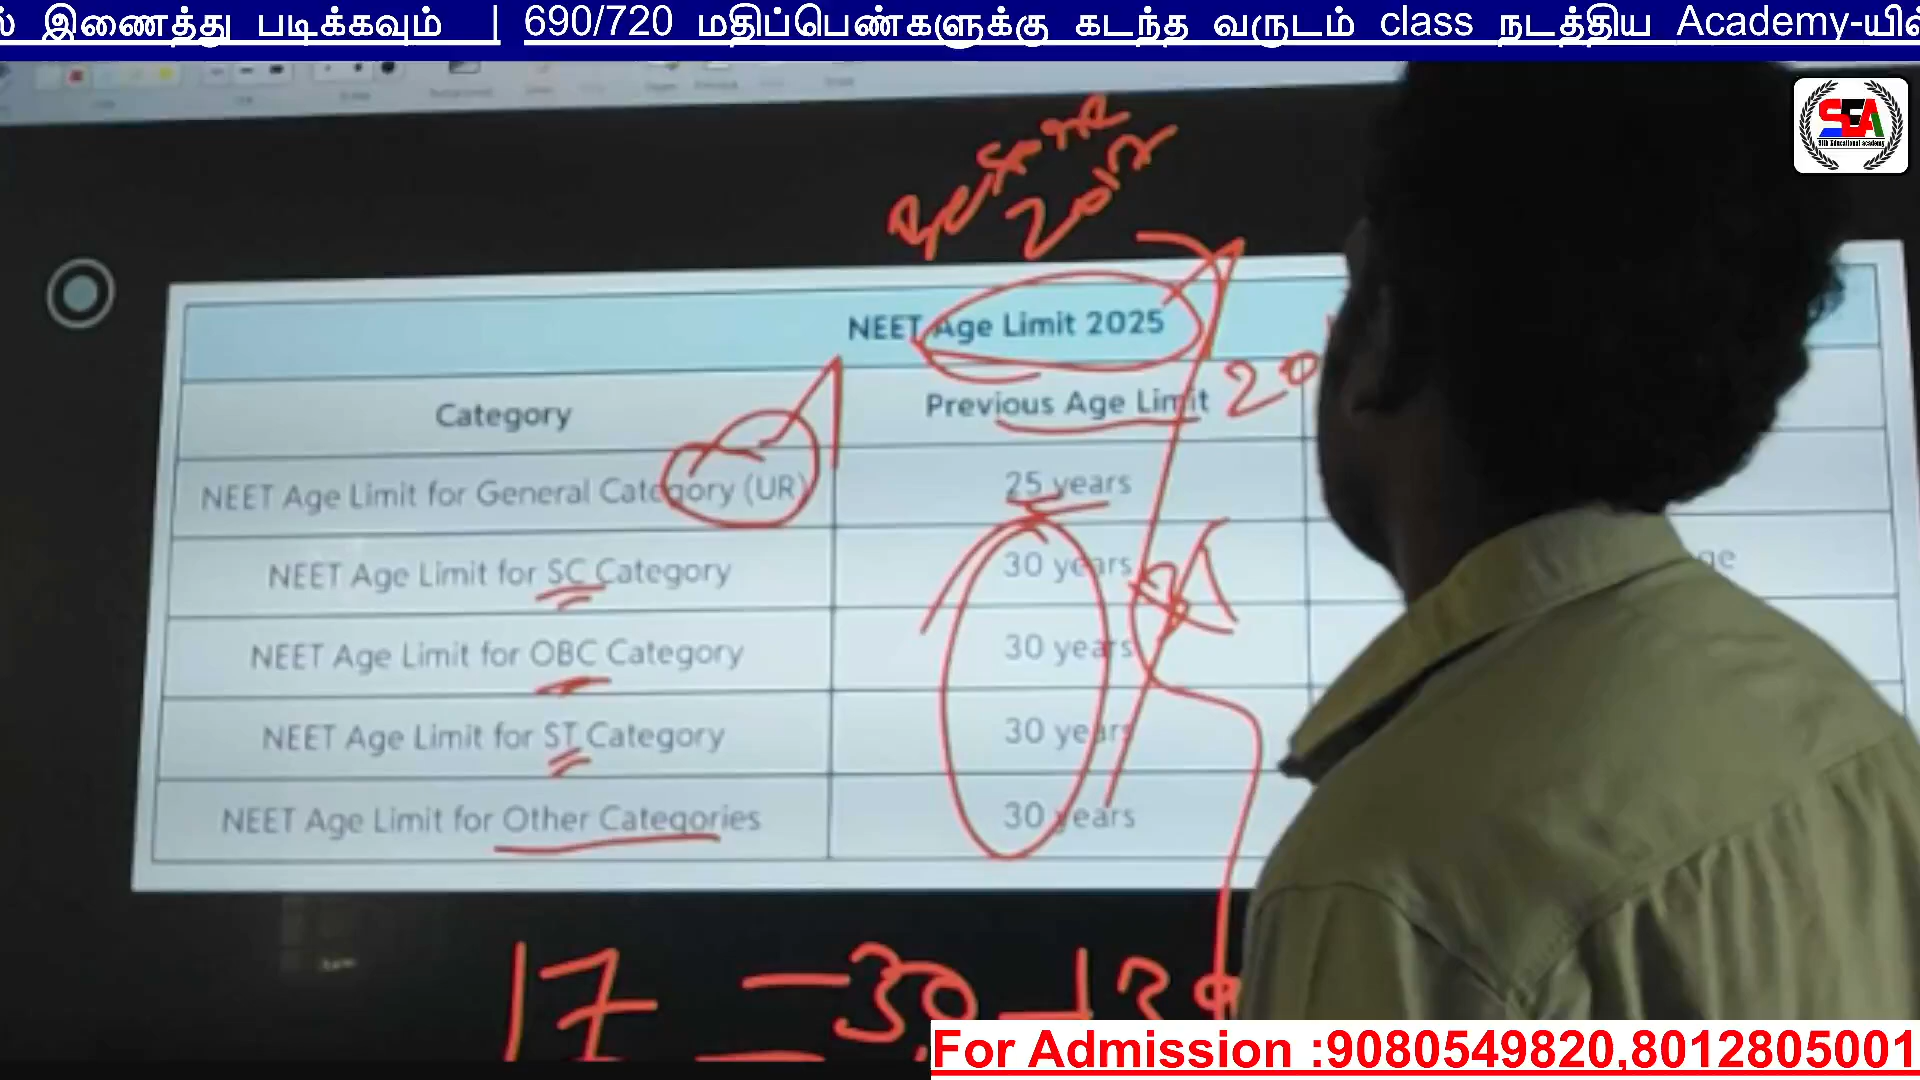 இணைத்து படிக்கவும் | 690/720 மதிப்பெண்களுக்கு கடந்த வருடம் class நடத்திய Academy-யில்
SEA
2017
NEET Age Limit 2025
20
Category Previous Age Limit
NEET Age Limit for General Category (UR) 25 years
NEET Age Limit for SC Category 30 years
NEET Age Limit for OBC Category 30 years
NEET Age Limit for ST Category 30 years
NEET Age Limit for Other Categories 30 years
17
For Admission :9080549820,8012805001